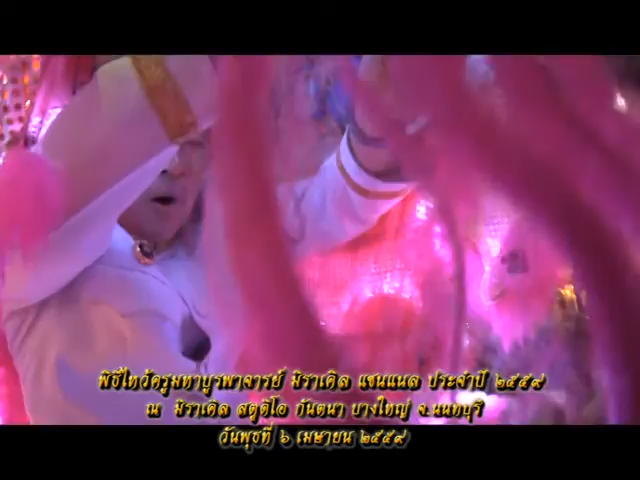 พิธีไหว้ครูมหาบูรพาจารย์ มิราเคิล แชนแนล ประจำปี ๒๕๕๙
ณ มิราเคิล สตูดิโอ กันตนา บางใหญ่ จ.นนทบุรี
วันพุธที่ ๖ เมษายน ๒๕๕๙